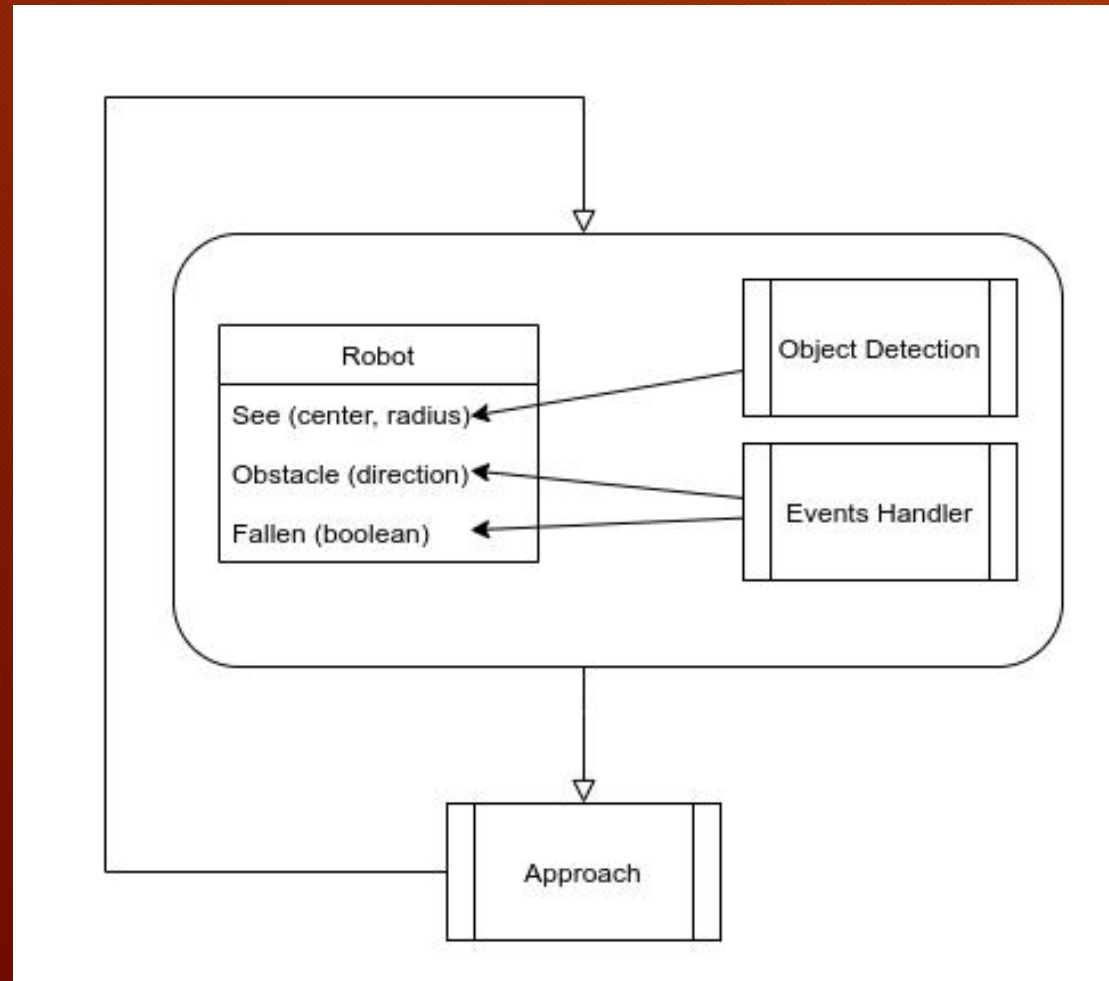 Robot
See (center, radius)
Obstacle (direction)
Fallen (boolean)
Object Detection
Events Handler
Approach